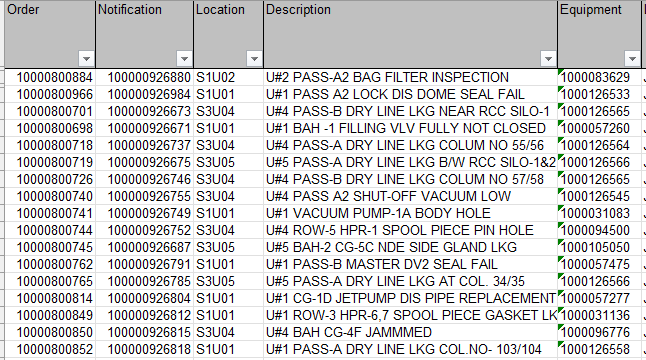 Order Notification Location Description Equipment
10000800884 100000926880 S1U02 U#2 PASS-A2 BAG FILTER INSPECTION 1000083629
10000800966 100000926984 S1U01 U#1 PASS A2 LOCK DIS DOME SEAL FAIL 1000126533
10000800701 100000926673 S3U04 U#4 PASS-B DRY LINE LKG NEAR RCC SILO-1 1000126565
10000800698 100000926671 S1U01 U#1 BAH -1 FILLING VLV FULLY NOT CLOSED 1000057260
10000800718 100000926737 S3U04 U#4 PASS-A DRY LINE LKG COLUM NO 55/56 1000126564
10000800719 100000926675 S3U05 U#5 PASS-A DRY LINE LKG B/W RCC SILO-1&2 1000126566
10000800726 100000926746 S3U04 U#4 PASS-B DRY LINE LKG COLUM NO 57/58 1000126565
10000800740 100000926755 S3U04 U#4 PASS A2 SHUT-OFF VACUUM LOW 1000126545
10000800741 100000926749 S1U01 U#1 VACUUM PUMP-1A BODY HOLE 1000031083
10000800744 100000926752 S3U04 U#4 ROW-5 HPR-1 SPOOL PIECE PIN HOLE 1000094500
10000800745 100000926687 S3U05 U#5 BAH-2 CG-5C NDE SIDE GLAND LKG 1000105050
10000800762 100000926791 S1U01 U#1 PASS-B MASTER DV2 SEAL FAIL 1000057475
10000800765 100000926785 S3U05 U#5 PASS-A DRY LINE LKG AT COL. 34/35 1000126566
10000800814 100000926804 S1U01 U#1 CG-1D JETPUMP DIS PIPE REPLACEMENT 1000057277
10000800849 100000926812 S1U01 U#1 ROW-3 HPR-6,7 SPOOL PIECE GASKET LK 1000031136
10000800850 100000926815 S3U04 U#4 BAH CG-4F JAMMMED 1000096776
10000800852 100000926818 S1U01 U#1 PASS-A DRY LINE LKG COL.NO- 103/104 1000126558